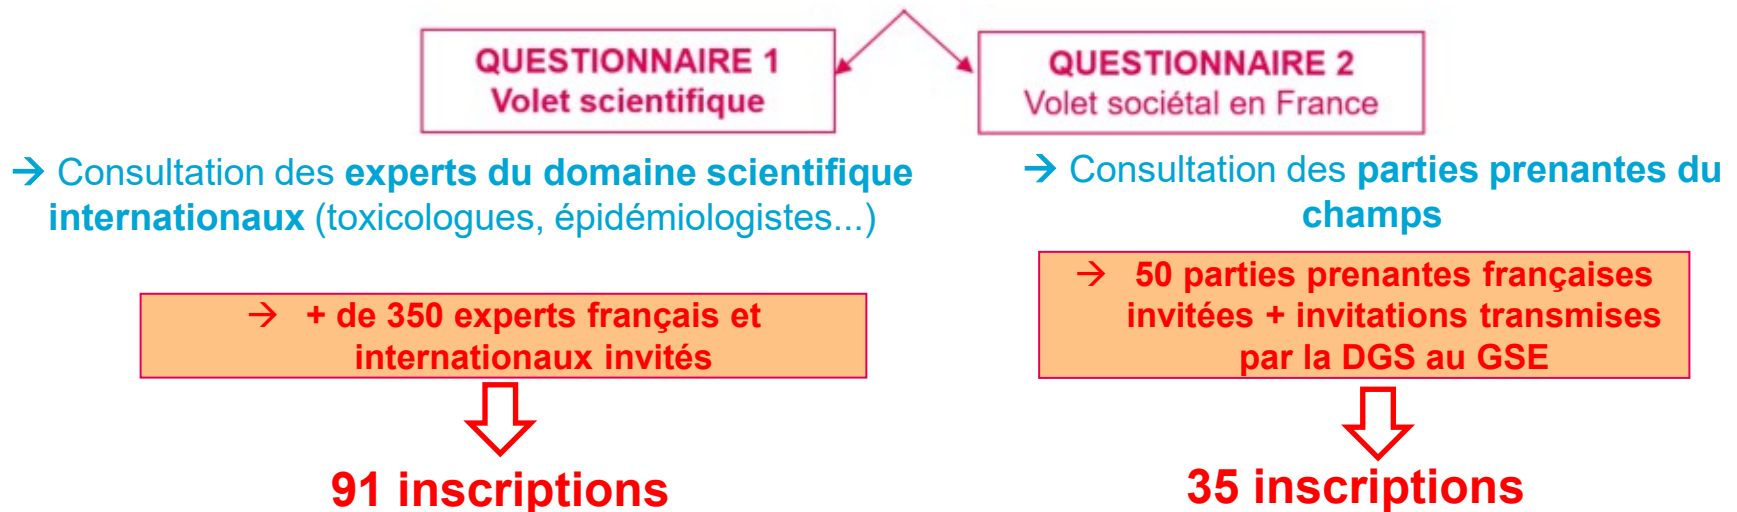 QUESTIONNAIRE 1
Volet scientifique
QUESTIONNAIRE 2
Volet sociétal en France
→ Consultation des experts du domaine scientifique
internationaux (toxicologues, épidémiologistes...)
→ Consultation des parties prenantes du
champs
→ + de 350 experts français et
internationaux invités
→ 50 parties prenantes françaises
invitées + invitations transmises
par la DGS au GSE
91 inscriptions
35 inscriptions